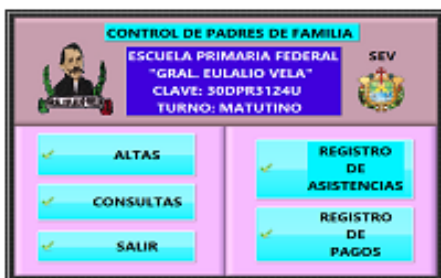 CONTROL DE PADRES DE FAMILIA
ESCUELA PRIMARIA FEDERAL
"GRAL. EULALIO VELA"
CLAVE: 30DPR3124U
TURNO: MATUTINO
SEV
ALTAS
CONSULTAS
SALIR
REGISTRO
DE
ASISTENCIAS
REGISTRO
DE
PAGOS